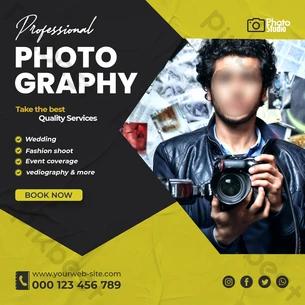 Professional
PHOTO
GRAPHY
Photo
Studio
Take the best
Quality Services
Wedding
Fashion shoot
Event coverage
vediography & more
BOOK NOW
www.yourweb-site.com
000 123 456 789